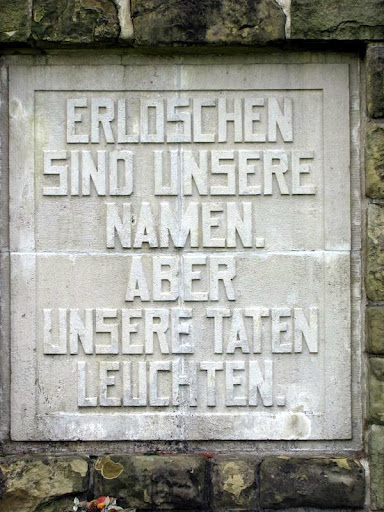 ERLOSCHEN
SIND UNSERE
NAMEN.
ABER
UNSERE TATEN
LEUCHTEN.